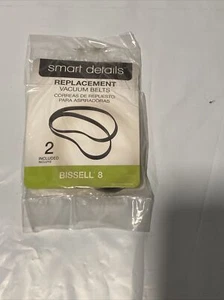 smart details
REPLACEMENT
VACUUM BELTS
CORREAS DE REPUESTO
PARA ASPIRADORAS
2
INCLUDED
BISSELL 8